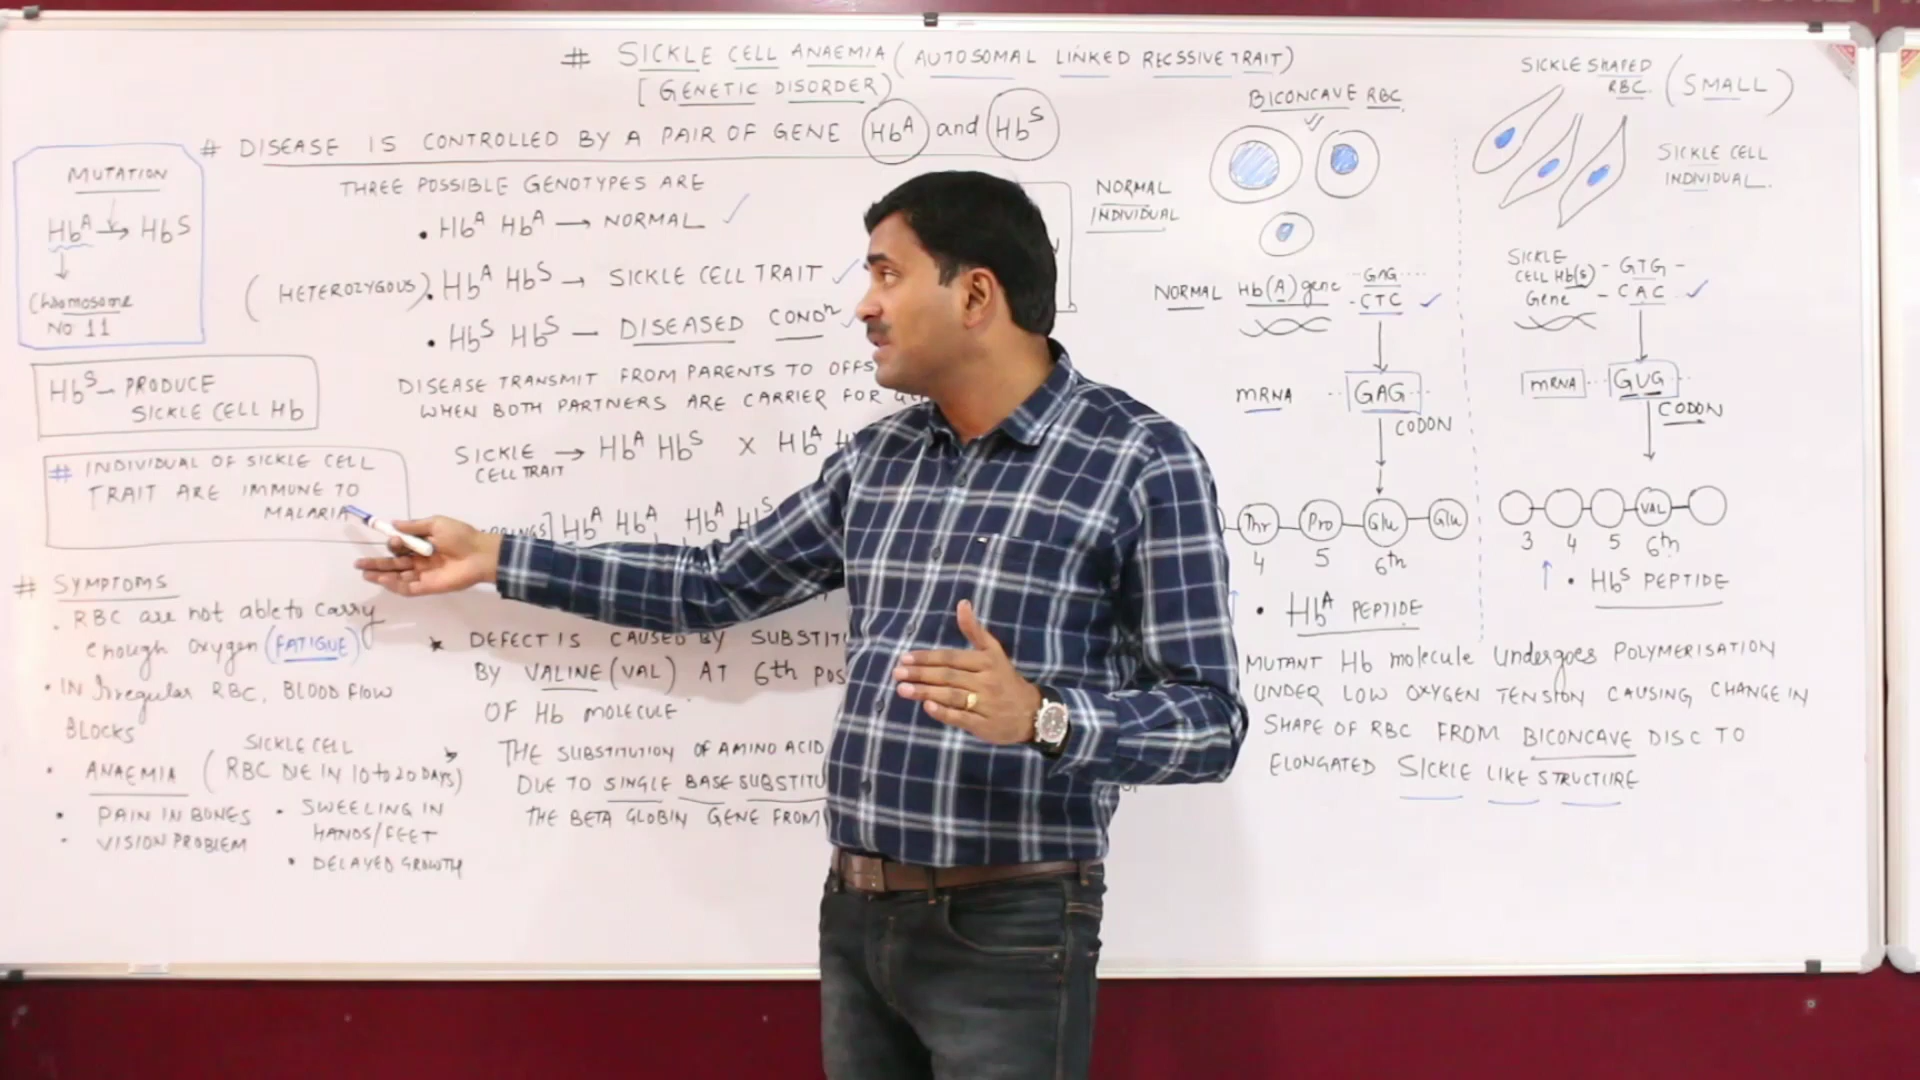 # SICKLE CELL ANAEMIA (AUTOSOMAL LINKED RECSSIVE TRAIT)
[GENETIC DISORDER)
# DISEASE IS CONTROLLED BY A PAIR OF GENE HbA and HbS
MUTATION
HbA → HbS
Chromosome
No 11
HbS — PRODUCE
SICKLE CELL Hb
# INDIVIDUAL OF SICKLE CELL
TRAIT ARE IMMUNE TO
MALARIA
# SYMPTOMS
• RBC are not able to carry
enough oxygen (FATIGUE)
• IN Irregular RBC, BLOOD FLOW
BLOCKS
SICKLE CELL
• ANAEMIA (RBC DIE IN 10 to 20 DAYS)
• PAIN IN BONES
• VISION PROBLEM
• SWEELING IN
HANDS/FEET
• DELAYED GROWTH
THREE POSSIBLE GENOTYPES ARE
• HbA HbA → NORMAL
(HETEROZYGOUS) • HbA HbS → SICKLE CELL TRAIT
• HbS HbS — DISEASED CONDn
DISEASE TRANSMIT FROM PARENTS TO
WHEN BOTH PARTNERS ARE CARRIER FOR
SICKLE → HbA HbS X HbA
CELL TRAIT
HbA HbA HbA HbS
* DEFECT IS CAUSED BY
BY VALINE (VAL) AT 6th
OF Hb MOLECULE
THE SUBSTITUTION OF AMINO ACID
DUE TO SINGLE BASE
THE BETA GLOBIN GENE FROM
NORMAL
INDIVIDUAL
BICONCAVE RBC
NORMAL Hb(A) gene
GAG
CTC
mRNA GAG
CODON
Thr Pro Glu Glu
4 5 6th
• HbA PEPTIDE
SICKLE SHAPED
RBC. (SMALL)
SICKLE CELL
INDIVIDUAL.
SICKLE
CELL Hb(s)
Gene
- GTG -
- CAC -
mRNA GUG
CODON
VAL
3 4 5 6th
• HbS PEPTIDE
MUTANT Hb molecule Undergoes POLYMERISATION
UNDER LOW OXYGEN TENSION CAUSING CHANGE IN
SHAPE OF RBC FROM BICONCAVE DISC TO
ELONGATED SICKLE LIKE STRUCTURE